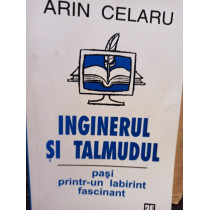 ARIN CELARU
INGINERUL
ȘI TALMUDUL
pași
printr-un labirint
fascinant